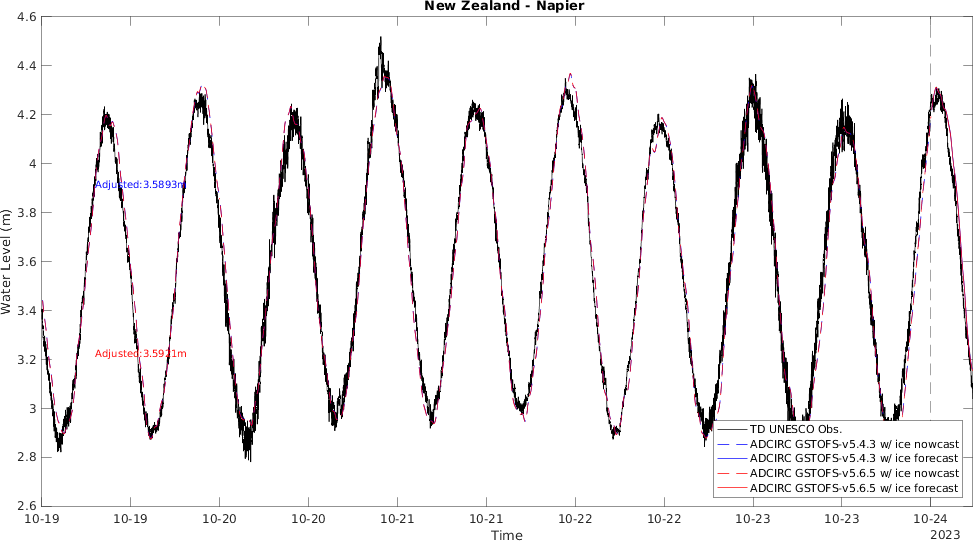 New Zealand - Napier
4.6
4.4
4.2
4
3.8
3.6
3.4
3.2
3
2.8
2.6
Water Level (m)
Adjusted:3.5893m
Adjusted:3.5921m
TD UNESCO Obs.
ADCIRC GSTOFS-v5.4.3 w/ ice nowcast
ADCIRC GSTOFS-v5.4.3 w/ ice forecast
ADCIRC GSTOFS-v5.6.5 w/ ice nowcast
ADCIRC GSTOFS-v5.6.5 w/ ice forecast
10-19 10-19 10-20 10-20 10-21 10-21 10-22 10-22 10-23 10-23 10-24
Time
2023